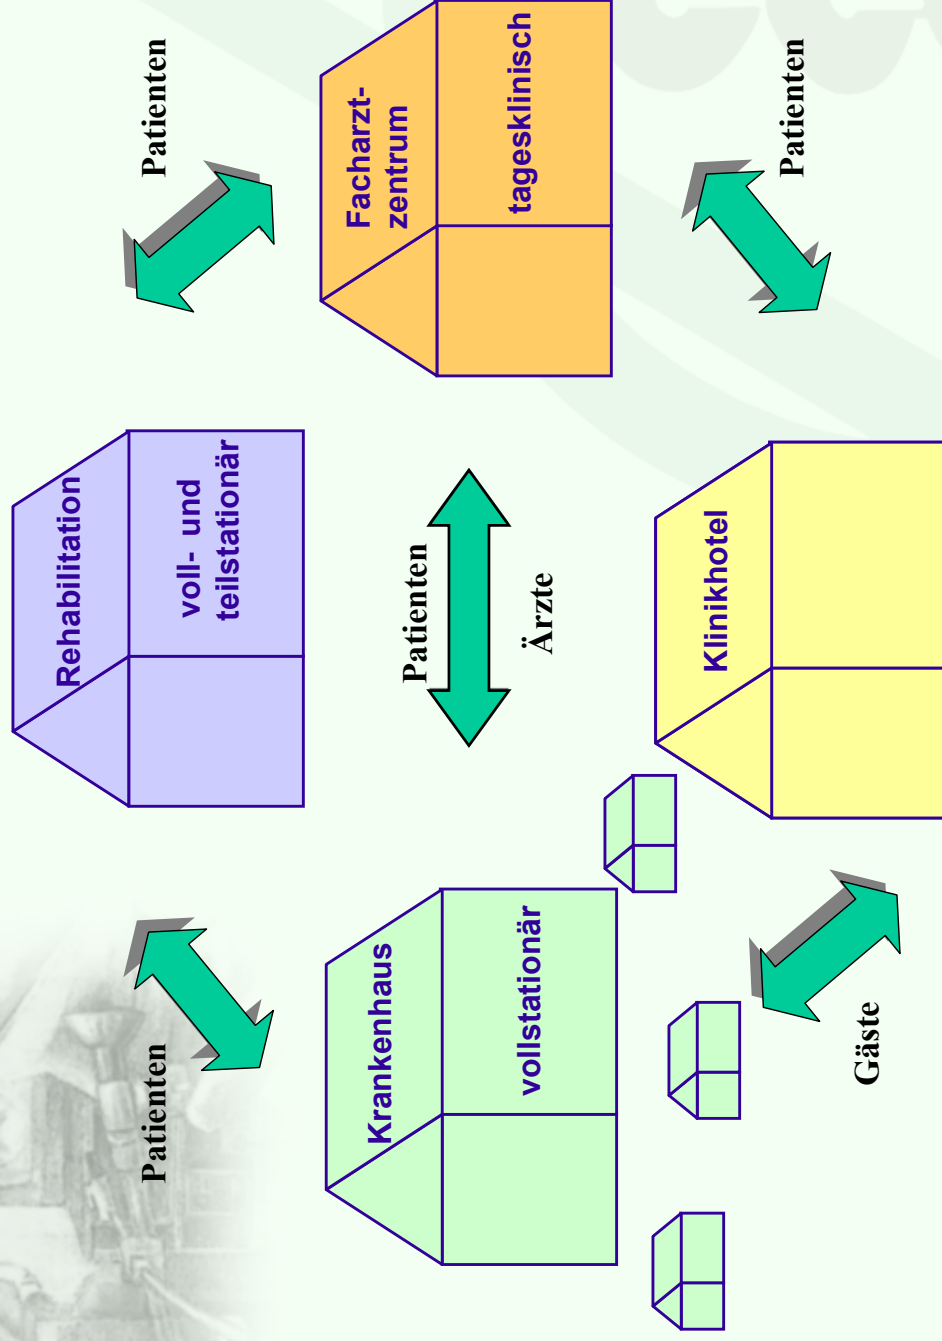 Rehabilitation
voll- und
teilstationär
Patienten
Patienten
Krankenhaus
vollstationär
Patienten
Ärzte
Facharzt-
zentrum
tagesklinisch
Klinikhotel
Patienten
Gäste